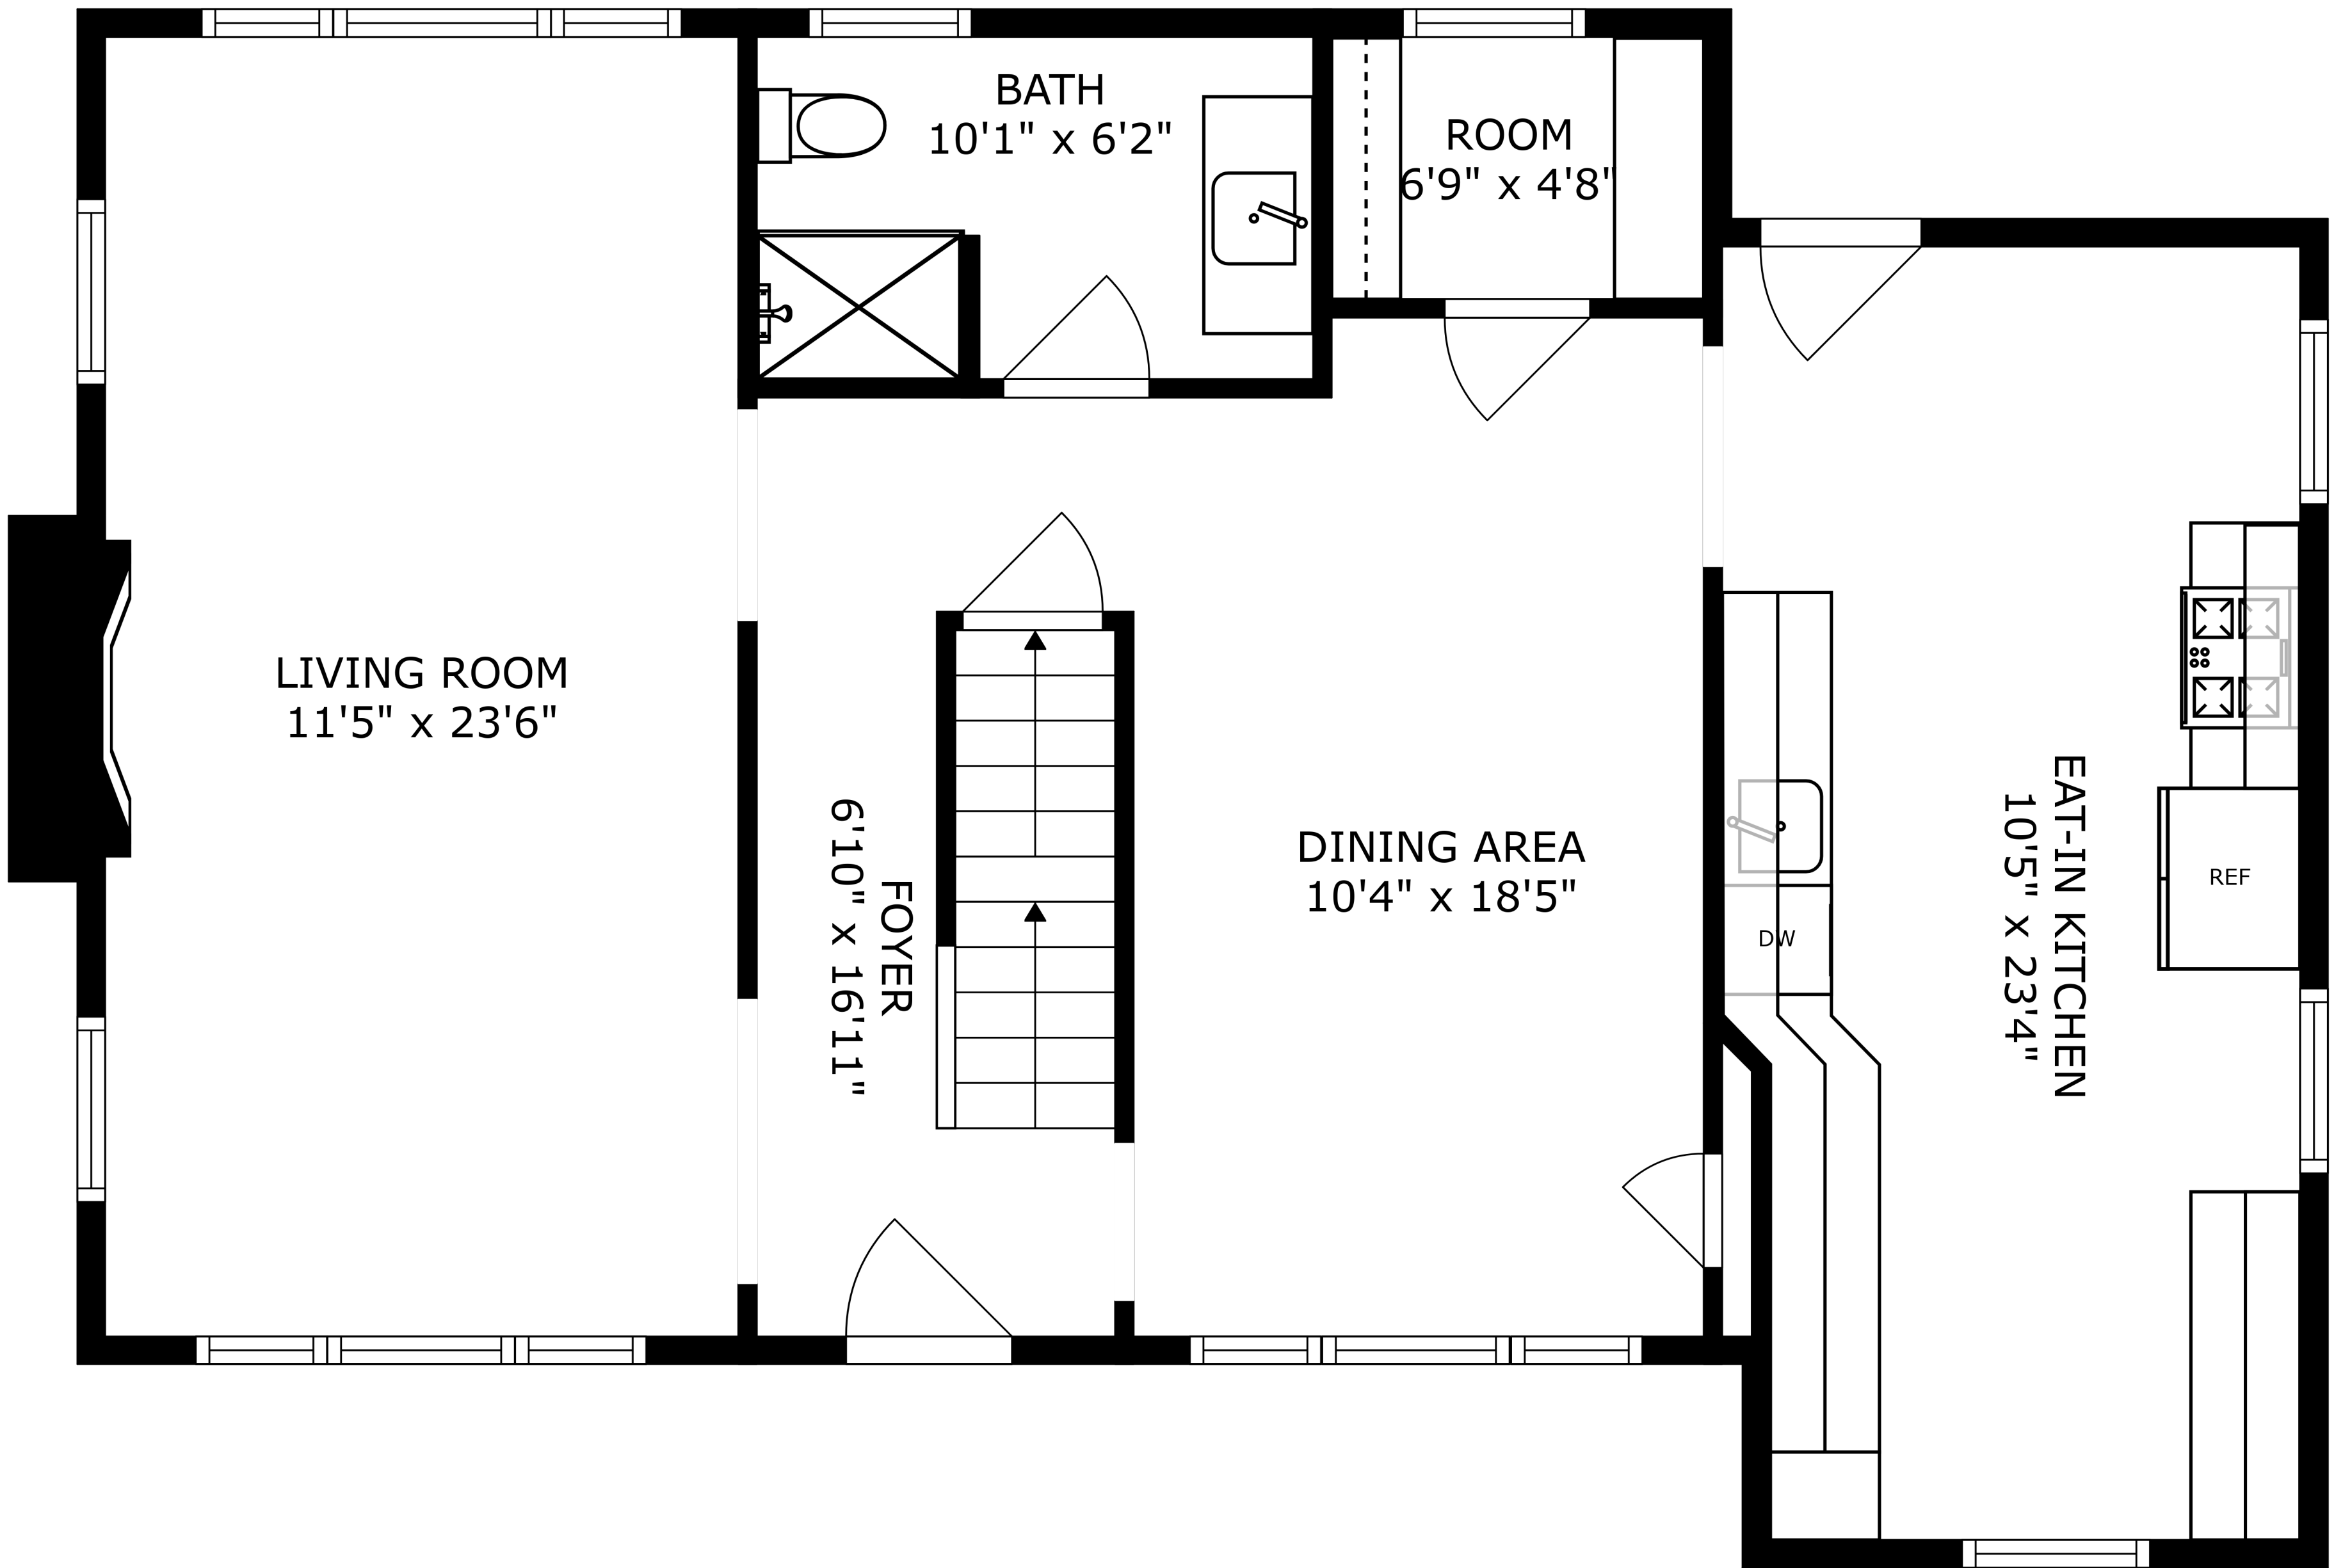 BATH
10'1" x 6'2"
ROOM
6'9" x 4'8"
LIVING ROOM
11'5" x 23'6"
FOYER
6'10" x 16'11"
DINING AREA
10'4" x 18'5"
EAT-IN KITCHEN
10'5" x 23'4"
REF
DW